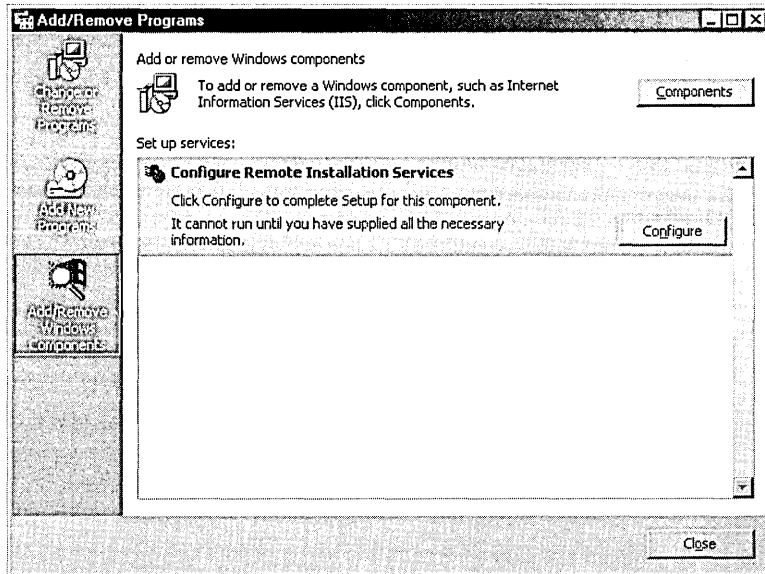 Add/Remove Programs
Change or
Remove
Programs
Add New
Programs
Add/Remove
Windows
Components
Add or remove Windows components
To add or remove a Windows component, such as Internet
Information Services (IIS), click Components.
Components
Set up services:
Configure Remote Installation Services
Click Configure to complete Setup for this component.
It cannot run until you have supplied all the necessary
information.
Configure
Close